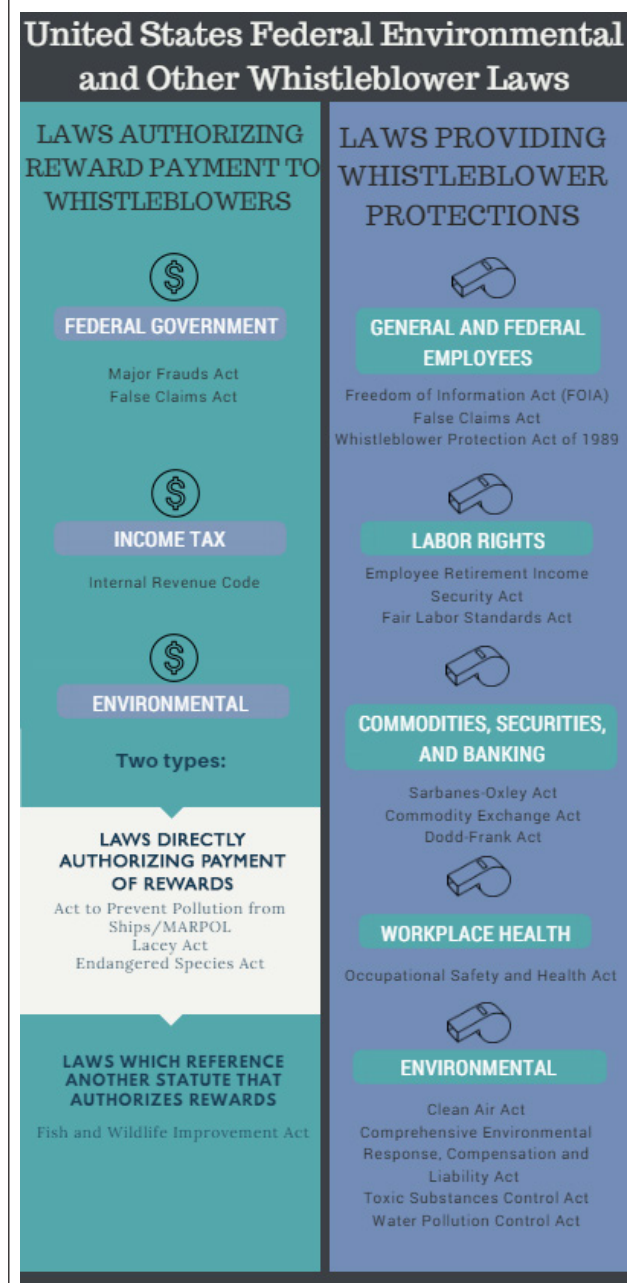 United States Federal Environmental
and Other Whistleblower Laws
LAWS AUTHORIZING
REWARD PAYMENT TO
WHISTLEBLOWERS
FEDERAL GOVERNMENT
Major Frauds Act
False Claims Act
INCOME TAX
Internal Revenue Code
ENVIRONMENTAL
Two types:
LAWS DIRECTLY
AUTHORIZING PAYMENT
OF REWARDS
Act to Prevent Pollution from
Ships/MARPOL
Lacey Act
Endangered Species Act
LAWS WHICH REFERENCE
ANOTHER STATUTE THAT
AUTHORIZES REWARDS
Fish and Wildlife Improvement Act
LAWS PROVIDING
WHISTLEBLOWER
PROTECTIONS
GENERAL AND FEDERAL
EMPLOYEES
Freedom of Information Act (FOIA)
False Claims Act
Whistleblower Protection Act of 1989
LABOR RIGHTS
Employee Retirement Income
Security Act
Fair Labor Standards Act
COMMODITIES, SECURITIES,
AND BANKING
Sarbanes-Oxley Act
Commodity Exchange Act
Dodd-Frank Act
WORKPLACE HEALTH
Occupational Safety and Health Act
ENVIRONMENTAL
Clean Air Act
Comprehensive Environmental
Response, Compensation and
Liability Act
Toxic Substances Control Act
Water Pollution Control Act